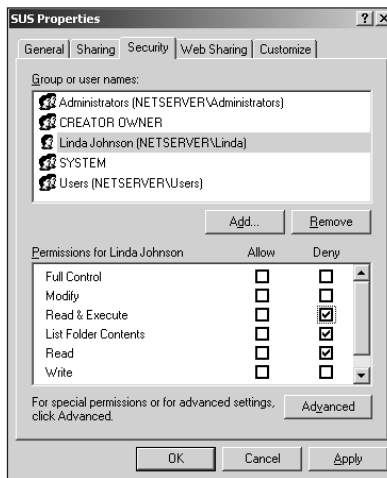 SUS Properties
General Sharing Security Web Sharing Customize
Group or user names:
Administrators (NETSERVER\Administrators)
CREATOR OWNER
Linda Johnson (NETSERVER\Linda)
SYSTEM
Users (NETSERVER\Users)
Add... Remove
Permissions for Linda Johnson Allow Deny
Full Control
Modify
Read & Execute
List Folder Contents
Read
Write
For special permissions or for advanced settings, Advanced
click Advanced.
OK Cancel Apply